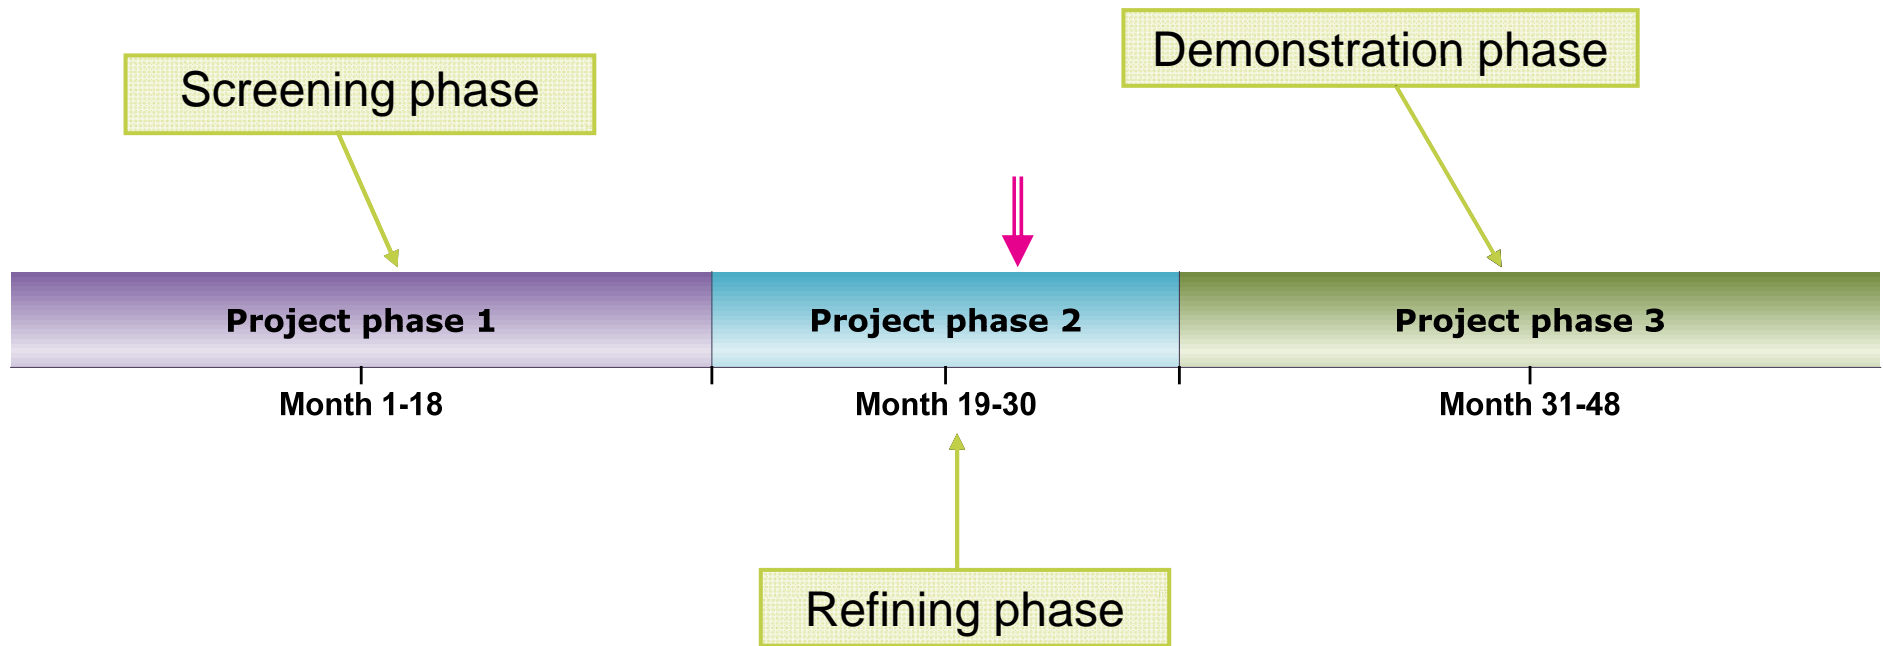 Demonstration phase
Screening phase
Project phase 1
Project phase 2
Project phase 3
Month 1-18
Month 19-30
Month 31-48
Refining phase